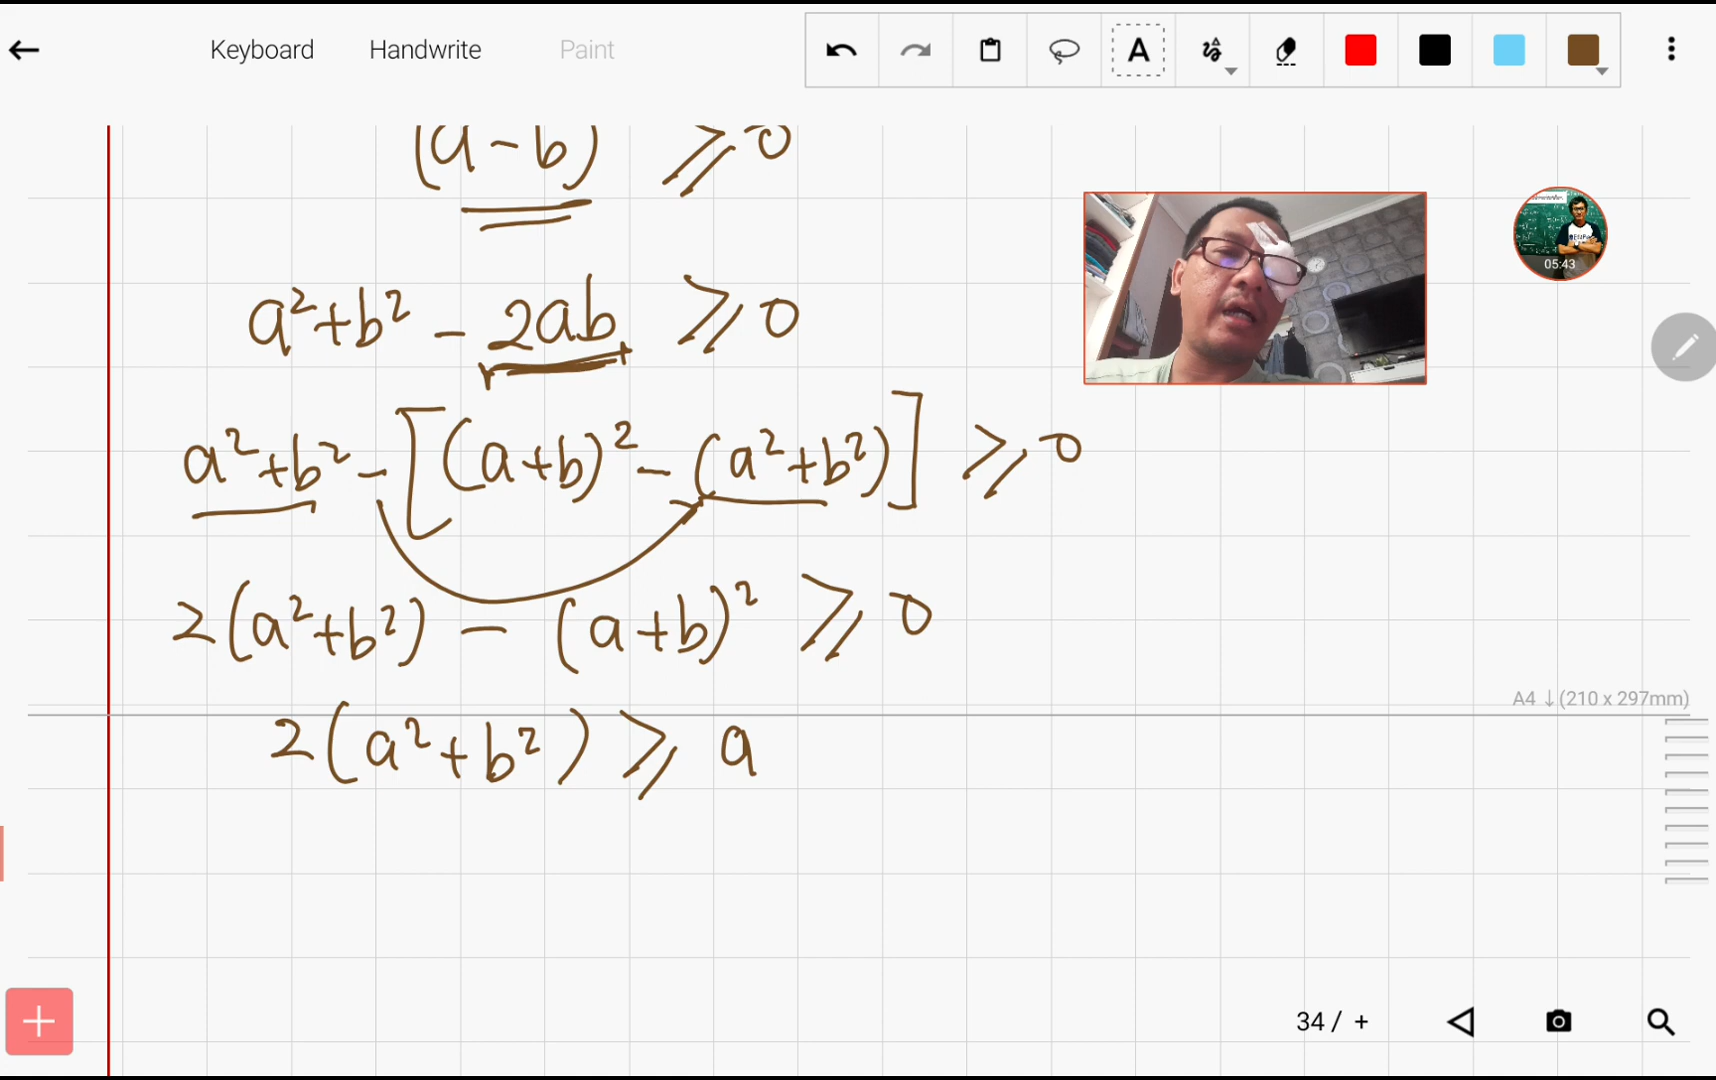 Keyboard Handwrite Paint
A
(a-b) ≥ 0
05:43
a²+b² - 2ab ≥ 0
a²+b² - [(a+b)² - (a²+b²)] ≥ 0
2(a²+b²) - (a+b)² ≥ 0
A4 ↓(210 x 297mm)
2(a²+b²) ≥ a
34 / +